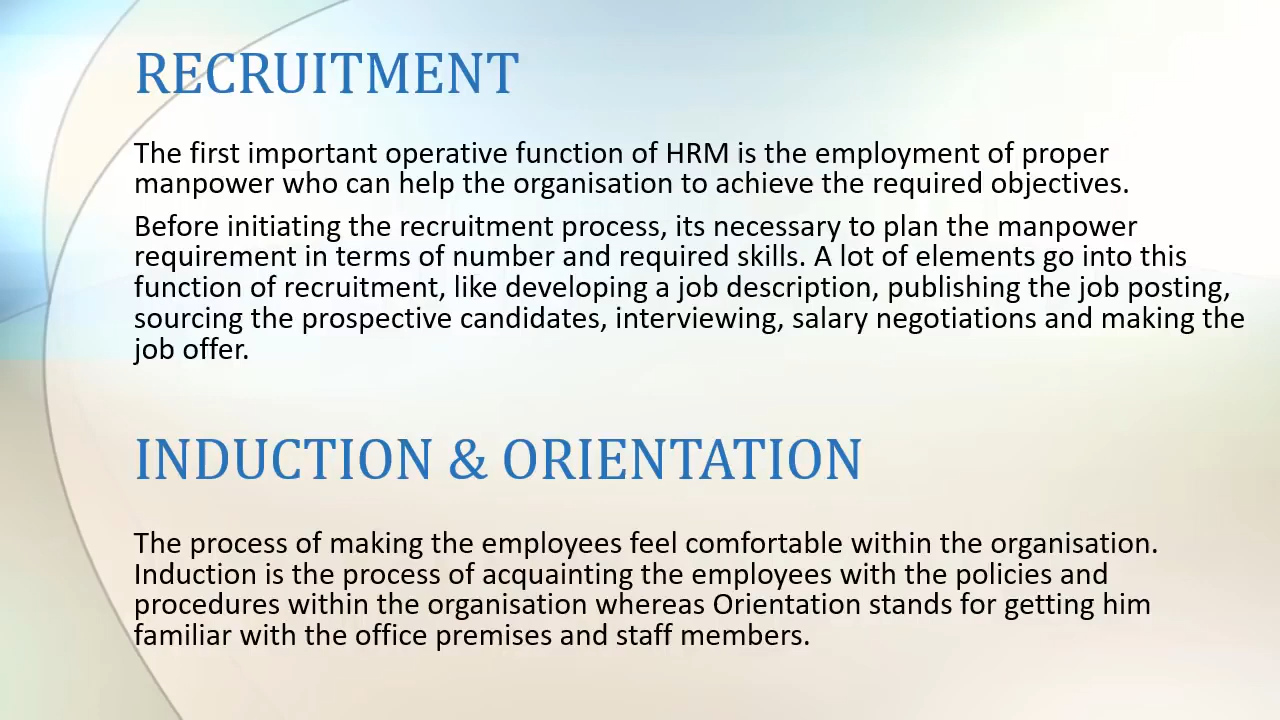 RECRUITMENT
The first important operative function of HRM is the employment of proper
manpower who can help the organisation to achieve the required objectives.
Before initiating the recruitment process, its necessary to plan the manpower
requirement in terms of number and required skills. A lot of elements go into this
function of recruitment, like developing a job description, publishing the job posting,
sourcing the prospective candidates, interviewing, salary negotiations and making the
job offer.
INDUCTION & ORIENTATION
The process of making the employees feel comfortable within the organisation.
Induction is the process of acquainting the employees with the policies and
procedures within the organisation whereas Orientation stands for getting him
familiar with the office premises and staff members.